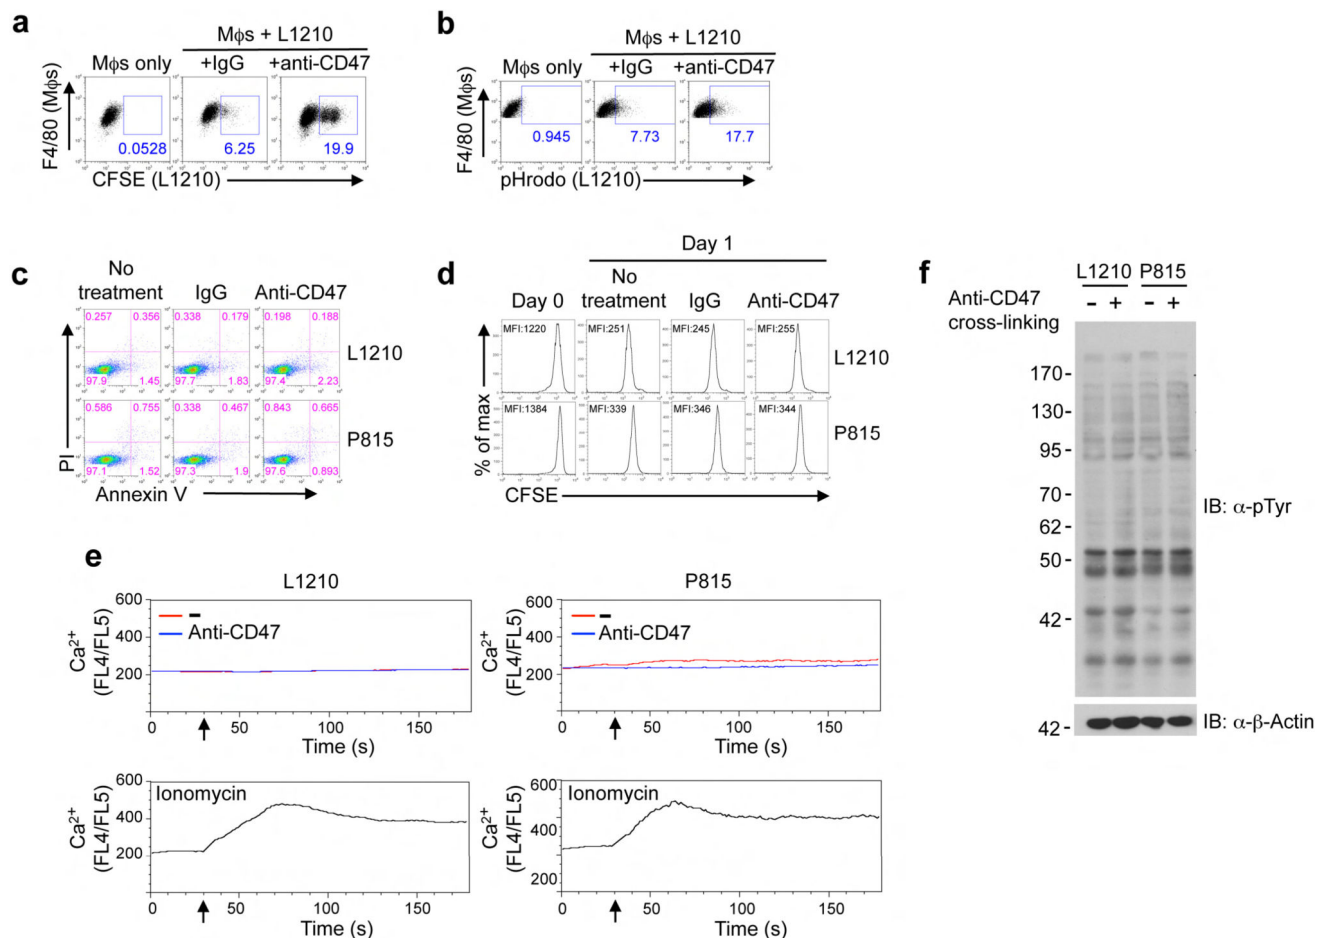 a
Mφs + L1210
Mφs only +IgG +anti-CD47
F4/80 (Mφs)
0.0528 6.25 19.9
CFSE (L1210)
b
Mφs + L1210
Mφs only +IgG +anti-CD47
F4/80 (Mφs)
0.945 7.73 17.7
pHrodo (L1210)
c
No treatment IgG Anti-CD47
0.257 0.356 0.338 0.179 0.198 0.188
L1210
97.9 1.45 97.7 1.83 97.4 2.23
0.586 0.755 0.338 0.467 0.843 0.665
P815
97.1 1.52 97.3 1.9 97.6 0.893
PI
Annexin V
d
Day 1
Day 0 No treatment IgG Anti-CD47
MFI:1220 MFI:251 MFI:245 MFI:255
L1210
MFI:1384 MFI:339 MFI:346 MFI:344
P815
% of max
CFSE
e
L1210
600
400
200
0
Ca2+
(FL4/FL5)
-
Anti-CD47
0 50 100 150
Time (s)
P815
600
400
200
0
Ca2+
(FL4/FL5)
-
Anti-CD47
0 50 100 150
Time (s)
600
400
200
0
Ca2+
(FL4/FL5)
Ionomycin
0 50 100 150
Time (s)
600
400
200
0
Ca2+
(FL4/FL5)
Ionomycin
0 50 100 150
Time (s)
f
L1210 P815
Anti-CD47 - + - +
cross-linking
170-
130-
95-
70-
62-
50-
42-
IB: α-pTyr
42-
IB: α-β-Actin